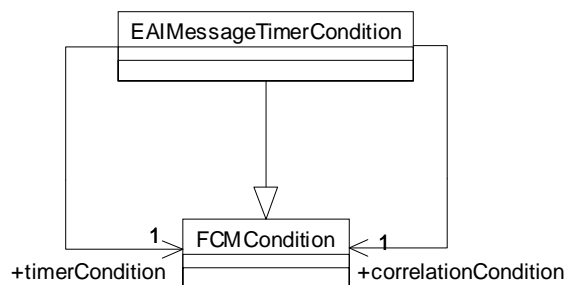 EAIMessageTimerCondition
1
FCMCondition
1
+timerCondition
+correlationCondition